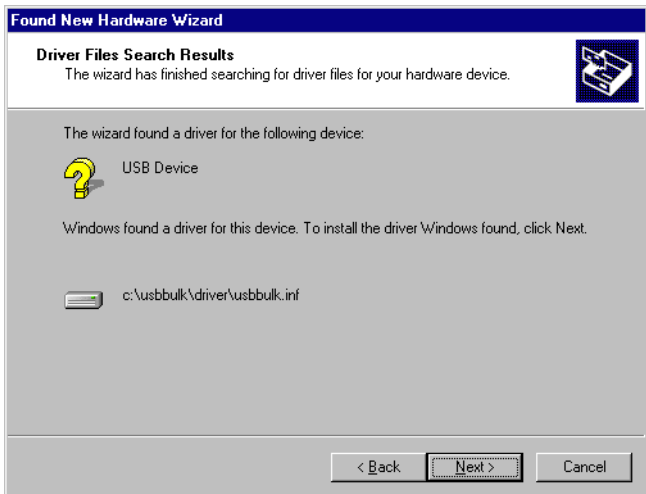 Found New Hardware Wizard
Driver Files Search Results
The wizard has finished searching for driver files for your hardware device.
The wizard found a driver for the following device:
USB Device
Windows found a driver for this device. To install the driver Windows found, click Next.
c:\usbbulk\driver\usbbulk.inf
< Back
Next >
Cancel